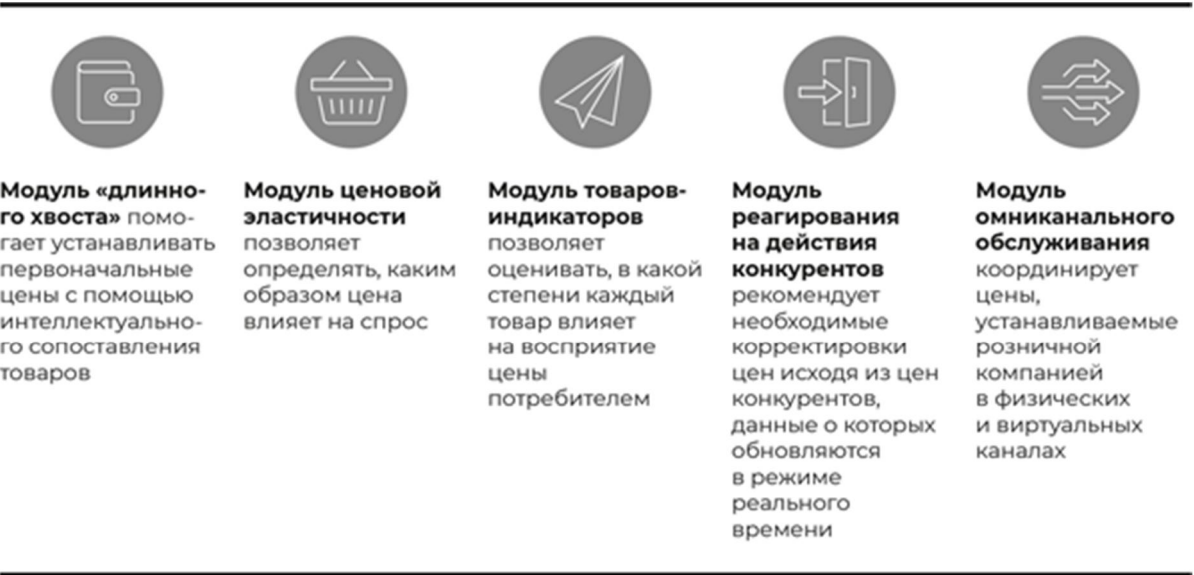 Модуль «длинно-
го хвоста» помо-
гает устанавливать
первоначальные
цены с помощью
интеллектуально-
го сопоставления
товаров
Модуль ценовой
эластичности
позволяет
определять, каким
образом цена
влияет на спрос
Модуль товаров-
индикаторов
позволяет
оценивать, в какой
степени каждый
товар влияет
на восприятие
цены
потребителем
Модуль
реагирования
на действия
конкурентов
рекомендует
необходимые
корректировки
цен исходя из цен
конкурентов,
данные о которых
обновляются
в режиме
реального
времени
Модуль
омниканального
обслуживания
координирует
цены,
устанавливаемые
розничной
компанией
в физических
и виртуальных
каналах